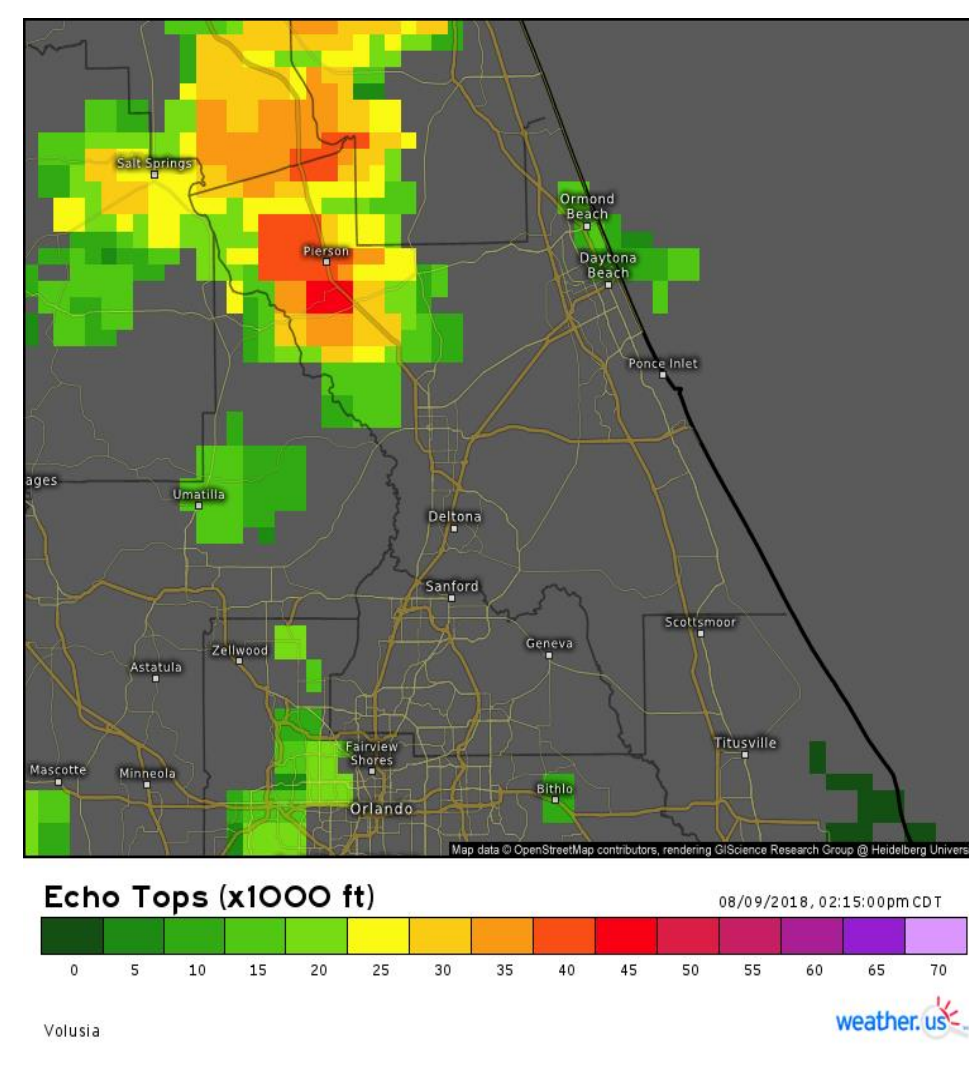 Salt Springs
Ormond
Beach
Pierson
Daytona
Beach
Ponce Inlet
ages
Umatilla
Deltona
Sanford
Scottsmoor
Geneva
Zellwood
Astatula
Titusville
Fairview
Shores
Mascotte
Minneola
Bithlo
Orlando
Map data © OpenStreetMap contributors, rendering GIScience Research Group @ Heidelberg Univers
Echo Tops (x1000 ft)
08/09/2018, 02:15:00pm CDT
0 5 10 15 20 25 30 35 40 45 50 55 60 65 70
Volusia
weather.us